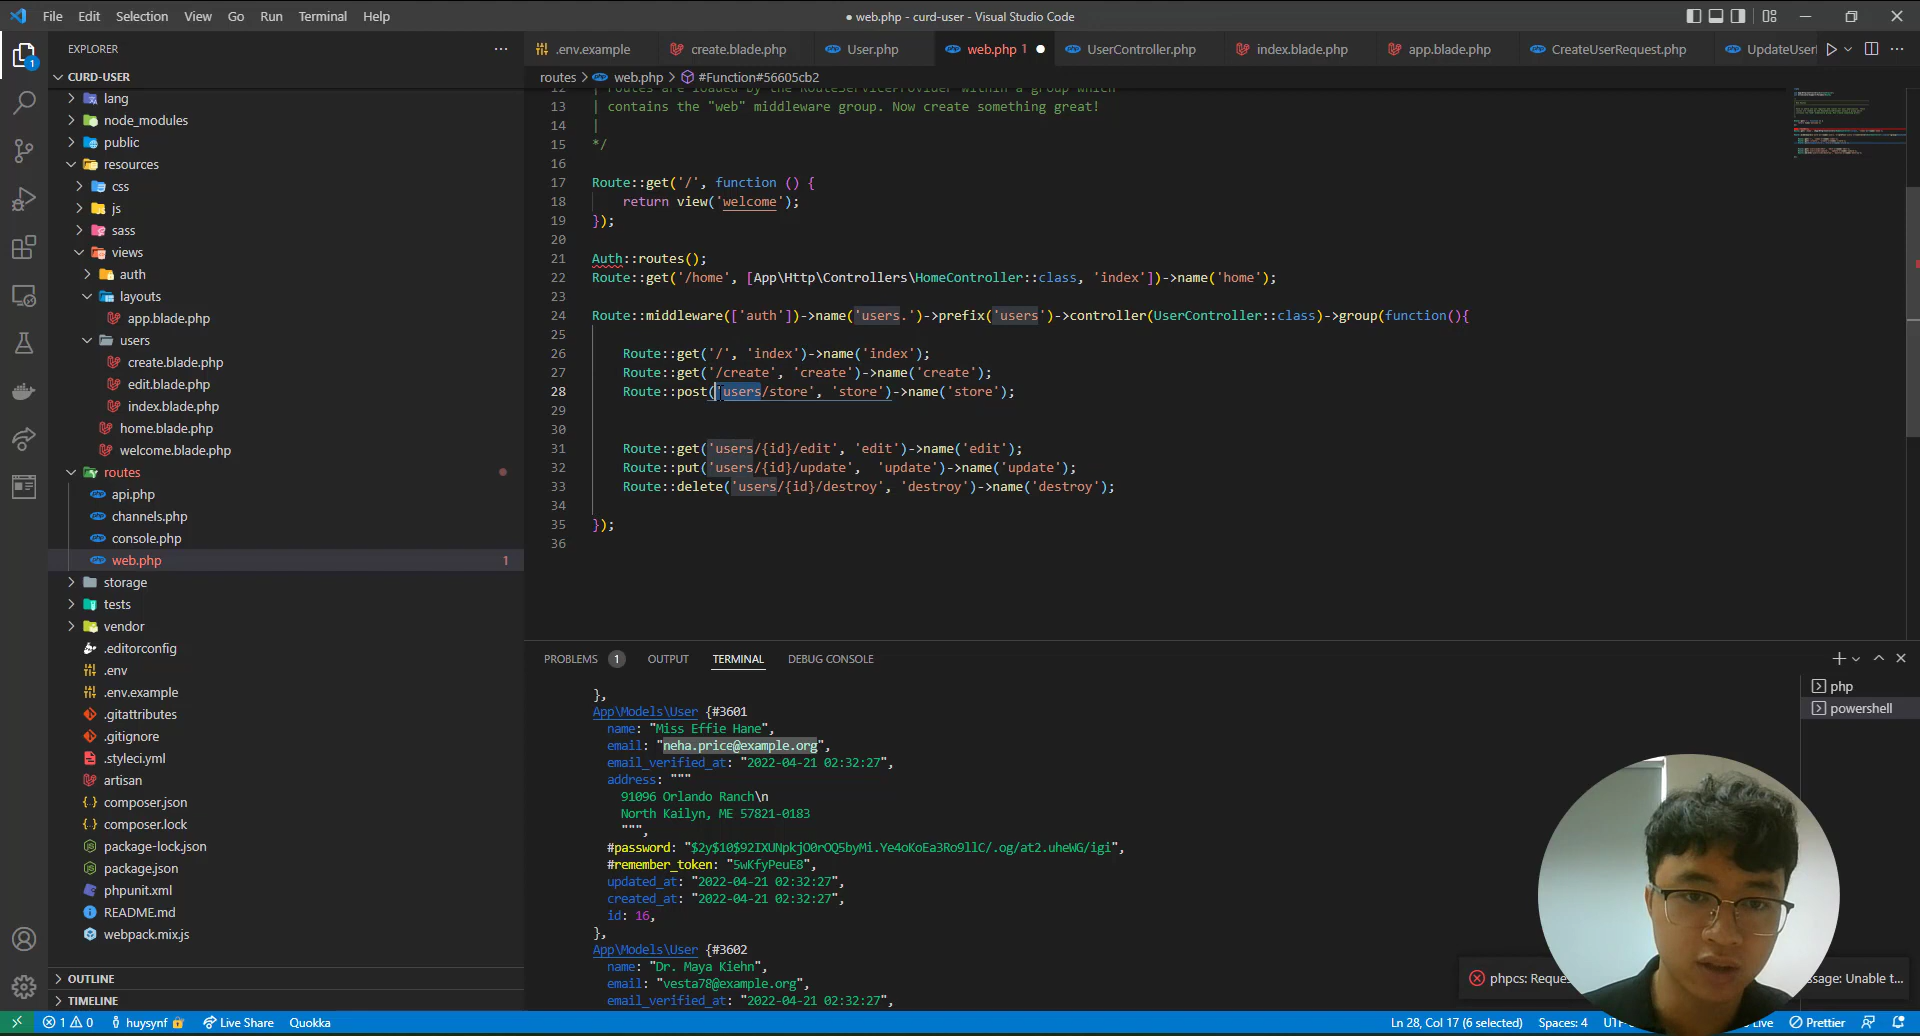 File Edit Selection View Go Run Terminal Help
● web.php - curd-user - Visual Studio Code
EXPLORER
.env.example create.blade.php User.php web.php 1 UserController.php index.blade.php app.blade.php CreateUserRequest.php UpdateUserI
CURD-USER
routes > web.php > #Function#56605cb2
lang
node_modules
public
resources
css
js
sass
views
auth
layouts
app.blade.php
users
create.blade.php
edit.blade.php
index.blade.php
home.blade.php
welcome.blade.php
routes
api.php
channels.php
console.php
web.php 1
storage
tests
vendor
.editorconfig
.env
.env.example
.gitattributes
.gitignore
.styleci.yml
artisan
composer.json
composer.lock
package-lock.json
package.json
phpunit.xml
README.md
webpack.mix.js
OUTLINE
TIMELINE
12 | routes are loaded by the RouteServiceProvider within a group which
13 | contains the "web" middleware group. Now create something great!
14 |
15 */
16
17 Route::get('/', function () {
18 return view('welcome');
19 });
20
21 Auth::routes();
22 Route::get('/home', [App\Http\Controllers\HomeController::class, 'index'])->name('home');
23
24 Route::middleware(['auth'])->name('users.')->prefix('users')->controller(UserController::class)->group(function(){
25
26 Route::get('/', 'index')->name('index');
27 Route::get('/create', 'create')->name('create');
28 Route::post('users/store', 'store')->name('store');
29
30
31 Route::get('users/{id}/edit', 'edit')->name('edit');
32 Route::put('users/{id}/update', 'update')->name('update');
33 Route::delete('users/{id}/destroy', 'destroy')->name('destroy');
34
35 });
36
PROBLEMS 1 OUTPUT TERMINAL DEBUG CONSOLE
php
powershell
},
App\Models\User {#3601
name: "Miss Effie Hane",
email: "neha.price@example.org",
email_verified_at: "2022-04-21 02:32:27",
address: """
91096 Orlando Ranch\n
North Kailyn, ME 57821-0183
""",
#password: "$2y$10$92IXUNpkjO0rOQ5byMi.Ye4oKoEa3Ro9llC/.og/at2.uheWG/igi",
#remember_token: "5wKfyPeuE8",
updated_at: "2022-04-21 02:32:27",
created_at: "2022-04-21 02:32:27",
id: 16,
},
App\Models\User {#3602
name: "Dr. Maya Kiehn",
email: "vesta78@example.org",
email_verified_at: "2022-04-21 02:32:27",
phpcs: Reque ssage: Unable t...
1 0 huysynf Live Share Quokka Ln 28, Col 17 (6 selected) Spaces: 4 UTF- Live Prettier